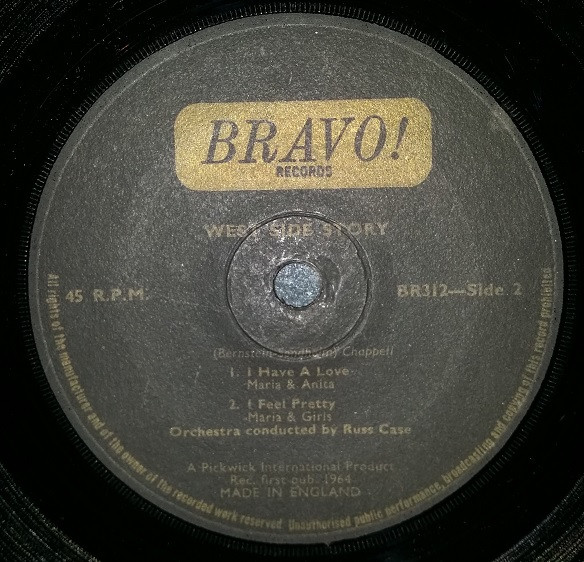 BRAVO!
RECORDS
WEST SIDE STORY
45 R.P.M.
BR312—Side 2
(Bernstein-Sondheim) Chappell
1. I Have A Love
Maria & Anita
2. I Feel Pretty
Maria & Girls
Orchestra conducted by Russ Case
A Pickwick International Product
Rec. first pub. 1964
MADE IN ENGLAND
All rights of the manufacturer and of the owner of the recorded work reserved Unauthorised public performance, broadcasting and copying of this record prohibited